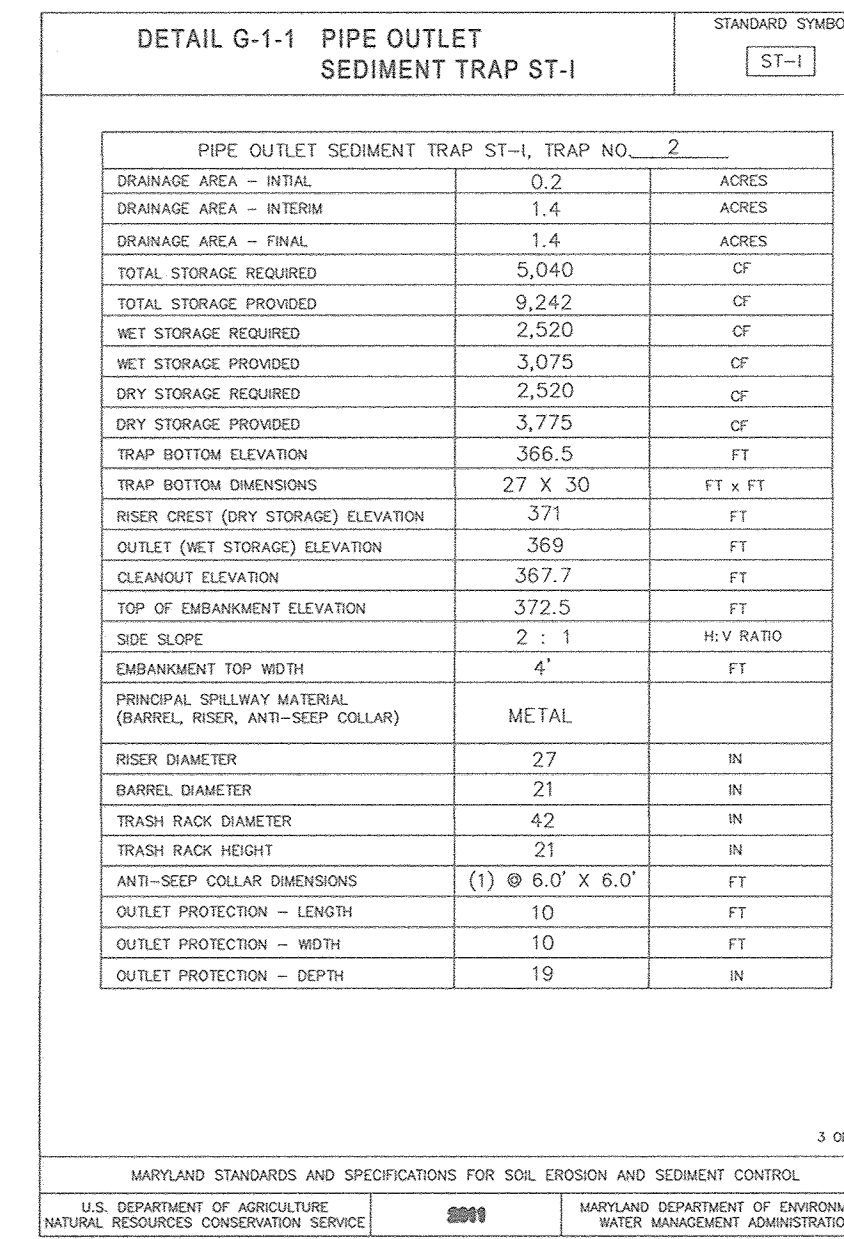 DETAIL G-1-1 PIPE OUTLET
SEDIMENT TRAP ST-I
STANDARD SYMBO
ST-I
PIPE OUTLET SEDIMENT TRAP ST-I, TRAP NO. 2
DRAINAGE AREA - INTIAL 0.2 ACRES
DRAINAGE AREA - INTERIM 1.4 ACRES
DRAINAGE AREA - FINAL 1.4 ACRES
TOTAL STORAGE REQUIRED 5,040 CF
TOTAL STORAGE PROVIDED 9,242 CF
WET STORAGE REQUIRED 2,520 CF
WET STORAGE PROVIDED 3,075 CF
DRY STORAGE REQUIRED 2,520 CF
DRY STORAGE PROVIDED 3,775 CF
TRAP BOTTOM ELEVATION 366.5 FT
TRAP BOTTOM DIMENSIONS 27 X 30 FT x FT
RISER CREST (DRY STORAGE) ELEVATION 371 FT
OUTLET (WET STORAGE) ELEVATION 369 FT
CLEANOUT ELEVATION 367.7 FT
TOP OF EMBANKMENT ELEVATION 372.5 FT
SIDE SLOPE 2 : 1 H:V RATIO
EMBANKMENT TOP WIDTH 4' FT
PRINCIPAL SPILLWAY MATERIAL
(BARREL, RISER, ANTI-SEEP COLLAR) METAL
RISER DIAMETER 27 IN
BARREL DIAMETER 21 IN
TRASH RACK DIAMETER 42 IN
TRASH RACK HEIGHT 21 IN
ANTI-SEEP COLLAR DIMENSIONS (1) @ 6.0' X 6.0' FT
OUTLET PROTECTION - LENGTH 10 FT
OUTLET PROTECTION - WIDTH 10 FT
OUTLET PROTECTION - DEPTH 19 IN
3 O
MARYLAND STANDARDS AND SPECIFICATIONS FOR SOIL EROSION AND SEDIMENT CONTROL
U.S. DEPARTMENT OF AGRICULTURE
NATURAL RESOURCES CONSERVATION SERVICE
2011
MARYLAND DEPARTMENT OF ENVIRONM
WATER MANAGEMENT ADMINISTRATIO